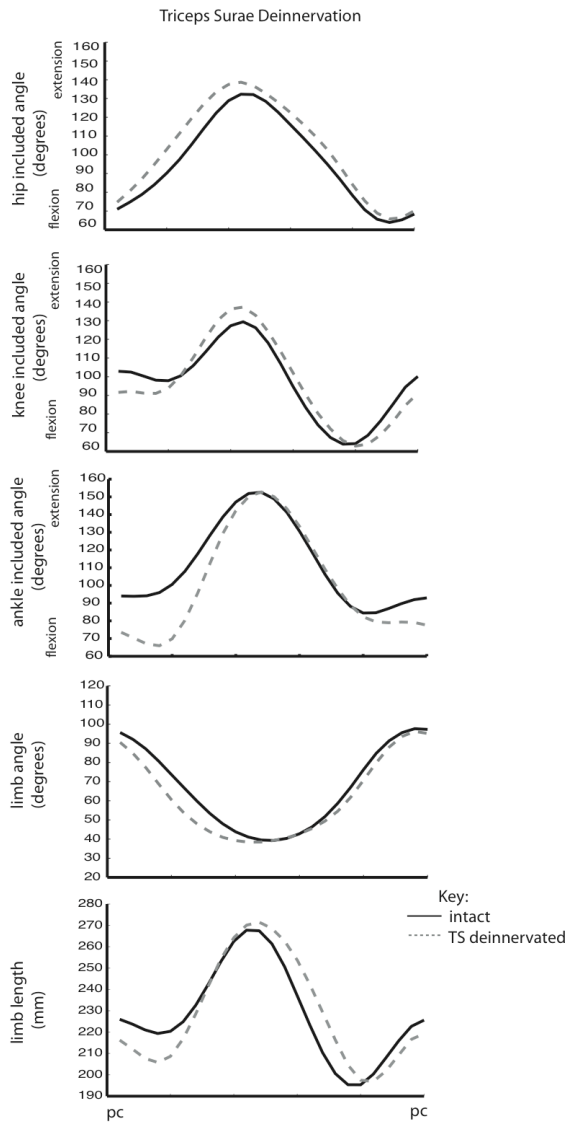 Triceps Surae Deinnervation
hip included angle
(degrees)
extension
flexion
160
150
140
130
120
110
100
90
80
70
60
knee included angle
(degrees)
extension
flexion
160
150
140
130
120
110
100
90
80
70
60
ankle included angle
(degrees)
extension
flexion
160
150
140
130
120
110
100
90
80
70
60
limb angle
(degrees)
120
110
100
90
80
70
60
50
40
30
20
Key:
intact
TS deinnervated
limb length
(mm)
280
270
260
250
240
230
220
210
200
190
pc pc